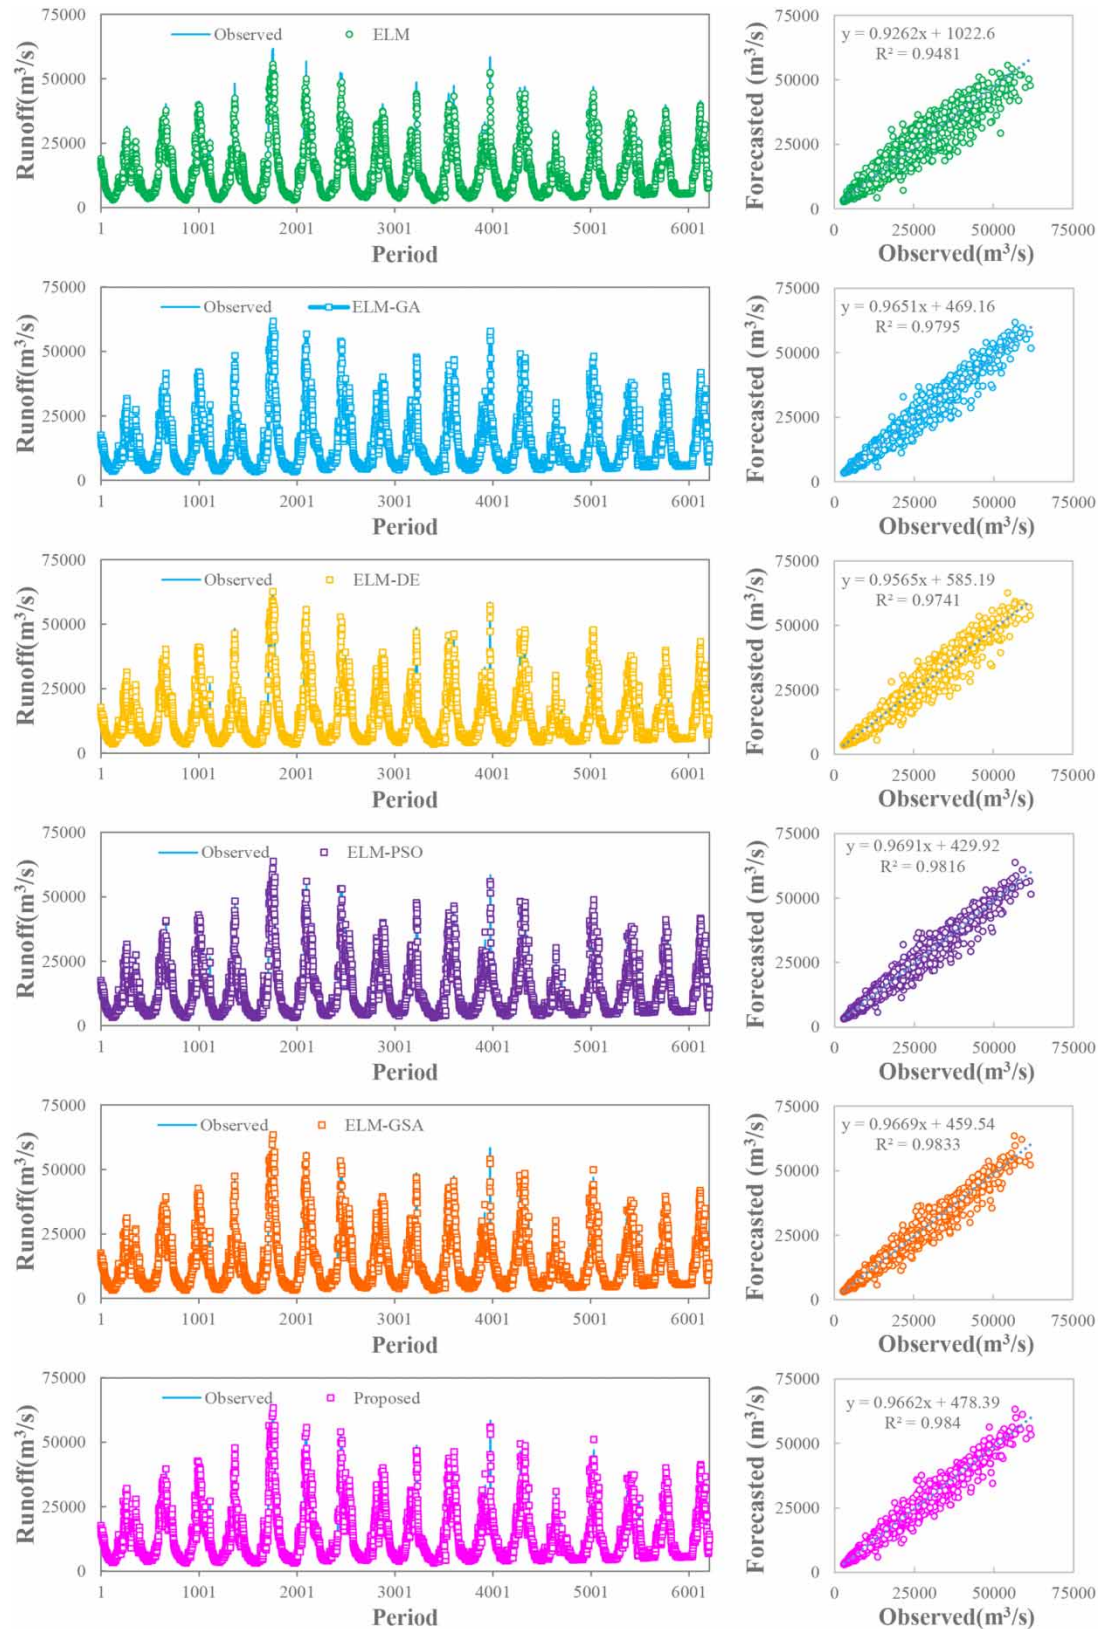 Runoff(m³/s)
75000
50000
25000
0
Observed
ELM
1
1001
2001
3001
4001
5001
6001
Period
Forecasted (m³/s)
75000
50000
25000
0
y = 0.9262x + 1022.6
R² = 0.9481
0
25000
50000
75000
Observed(m³/s)
Runoff(m³/s)
75000
50000
25000
0
Observed
ELM-GA
1
1001
2001
3001
4001
5001
6001
Period
Forecasted (m³/s)
75000
50000
25000
0
y = 0.9651x + 469.16
R² = 0.9795
0
25000
50000
75000
Observed(m³/s)
Runoff(m³/s)
75000
50000
25000
0
Observed
ELM-DE
1
1001
2001
3001
4001
5001
6001
Period
Forecasted (m³/s)
75000
50000
25000
0
y = 0.9565x + 585.19
R² = 0.9741
0
25000
50000
75000
Observed(m³/s)
Runoff(m³/s)
75000
50000
25000
0
Observed
ELM-PSO
1
1001
2001
3001
4001
5001
6001
Period
Forecasted (m³/s)
75000
50000
25000
0
y = 0.9691x + 429.92
R² = 0.9816
0
25000
50000
75000
Observed(m³/s)
Runoff(m³/s)
75000
50000
25000
0
Observed
ELM-GSA
1
1001
2001
3001
4001
5001
6001
Period
Forecasted (m³/s)
75000
50000
25000
0
y = 0.9669x + 459.54
R² = 0.9833
0
25000
50000
75000
Observed(m³/s)
Runoff(m³/s)
75000
50000
25000
0
Observed
Proposed
1
1001
2001
3001
4001
5001
6001
Period
Forecasted (m³/s)
75000
50000
25000
0
y = 0.9662x + 478.39
R² = 0.984
0
25000
50000
75000
Observed(m³/s)